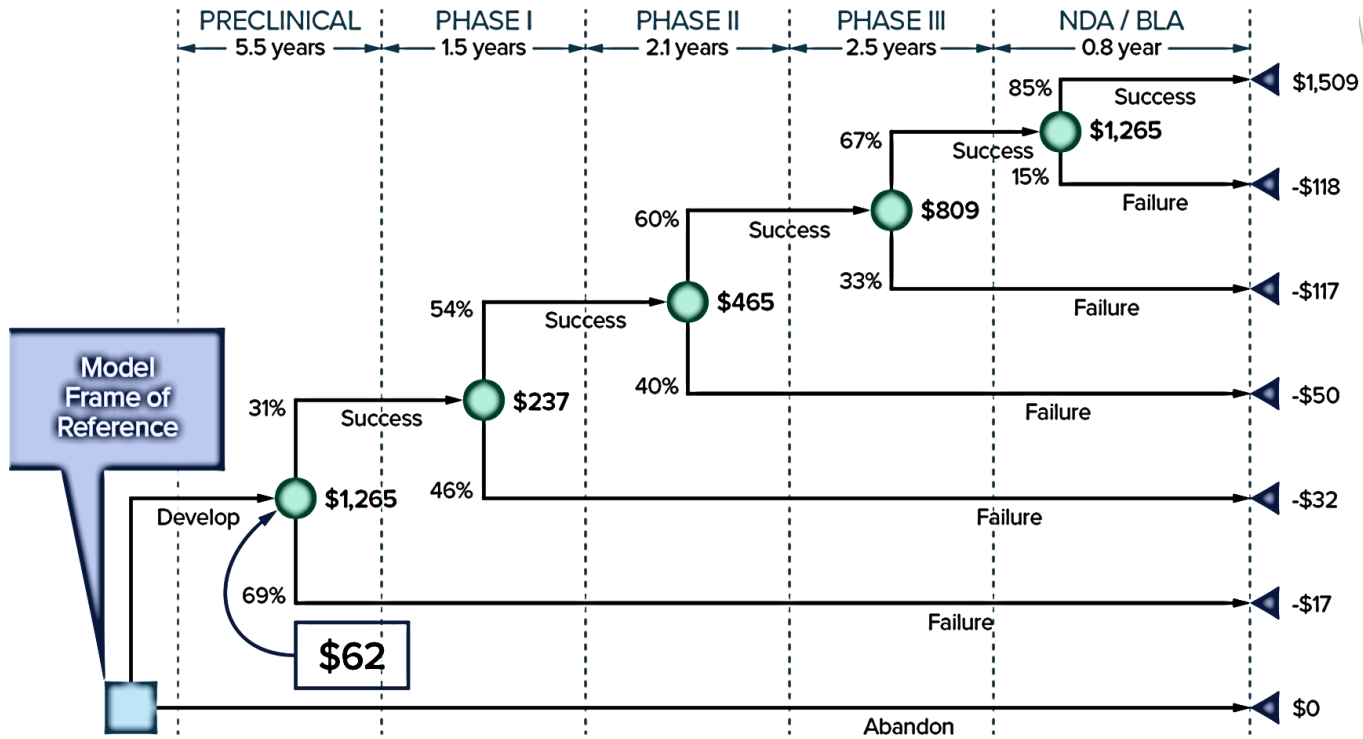 PRECLINICAL
PHASE I
PHASE II
PHASE III
NDA / BLA
5.5 years
1.5 years
2.1 years
2.5 years
0.8 year
85%
Success
$1,509
$1,265
67%
Success
15%
Failure
-$118
60%
Success
$809
33%
Failure
-$117
54%
Success
$465
40%
Failure
-$50
Model
Frame of
Reference
31%
Success
$237
46%
Failure
-$32
Develop
$1,265
69%
Failure
-$17
$62
Abandon
$0